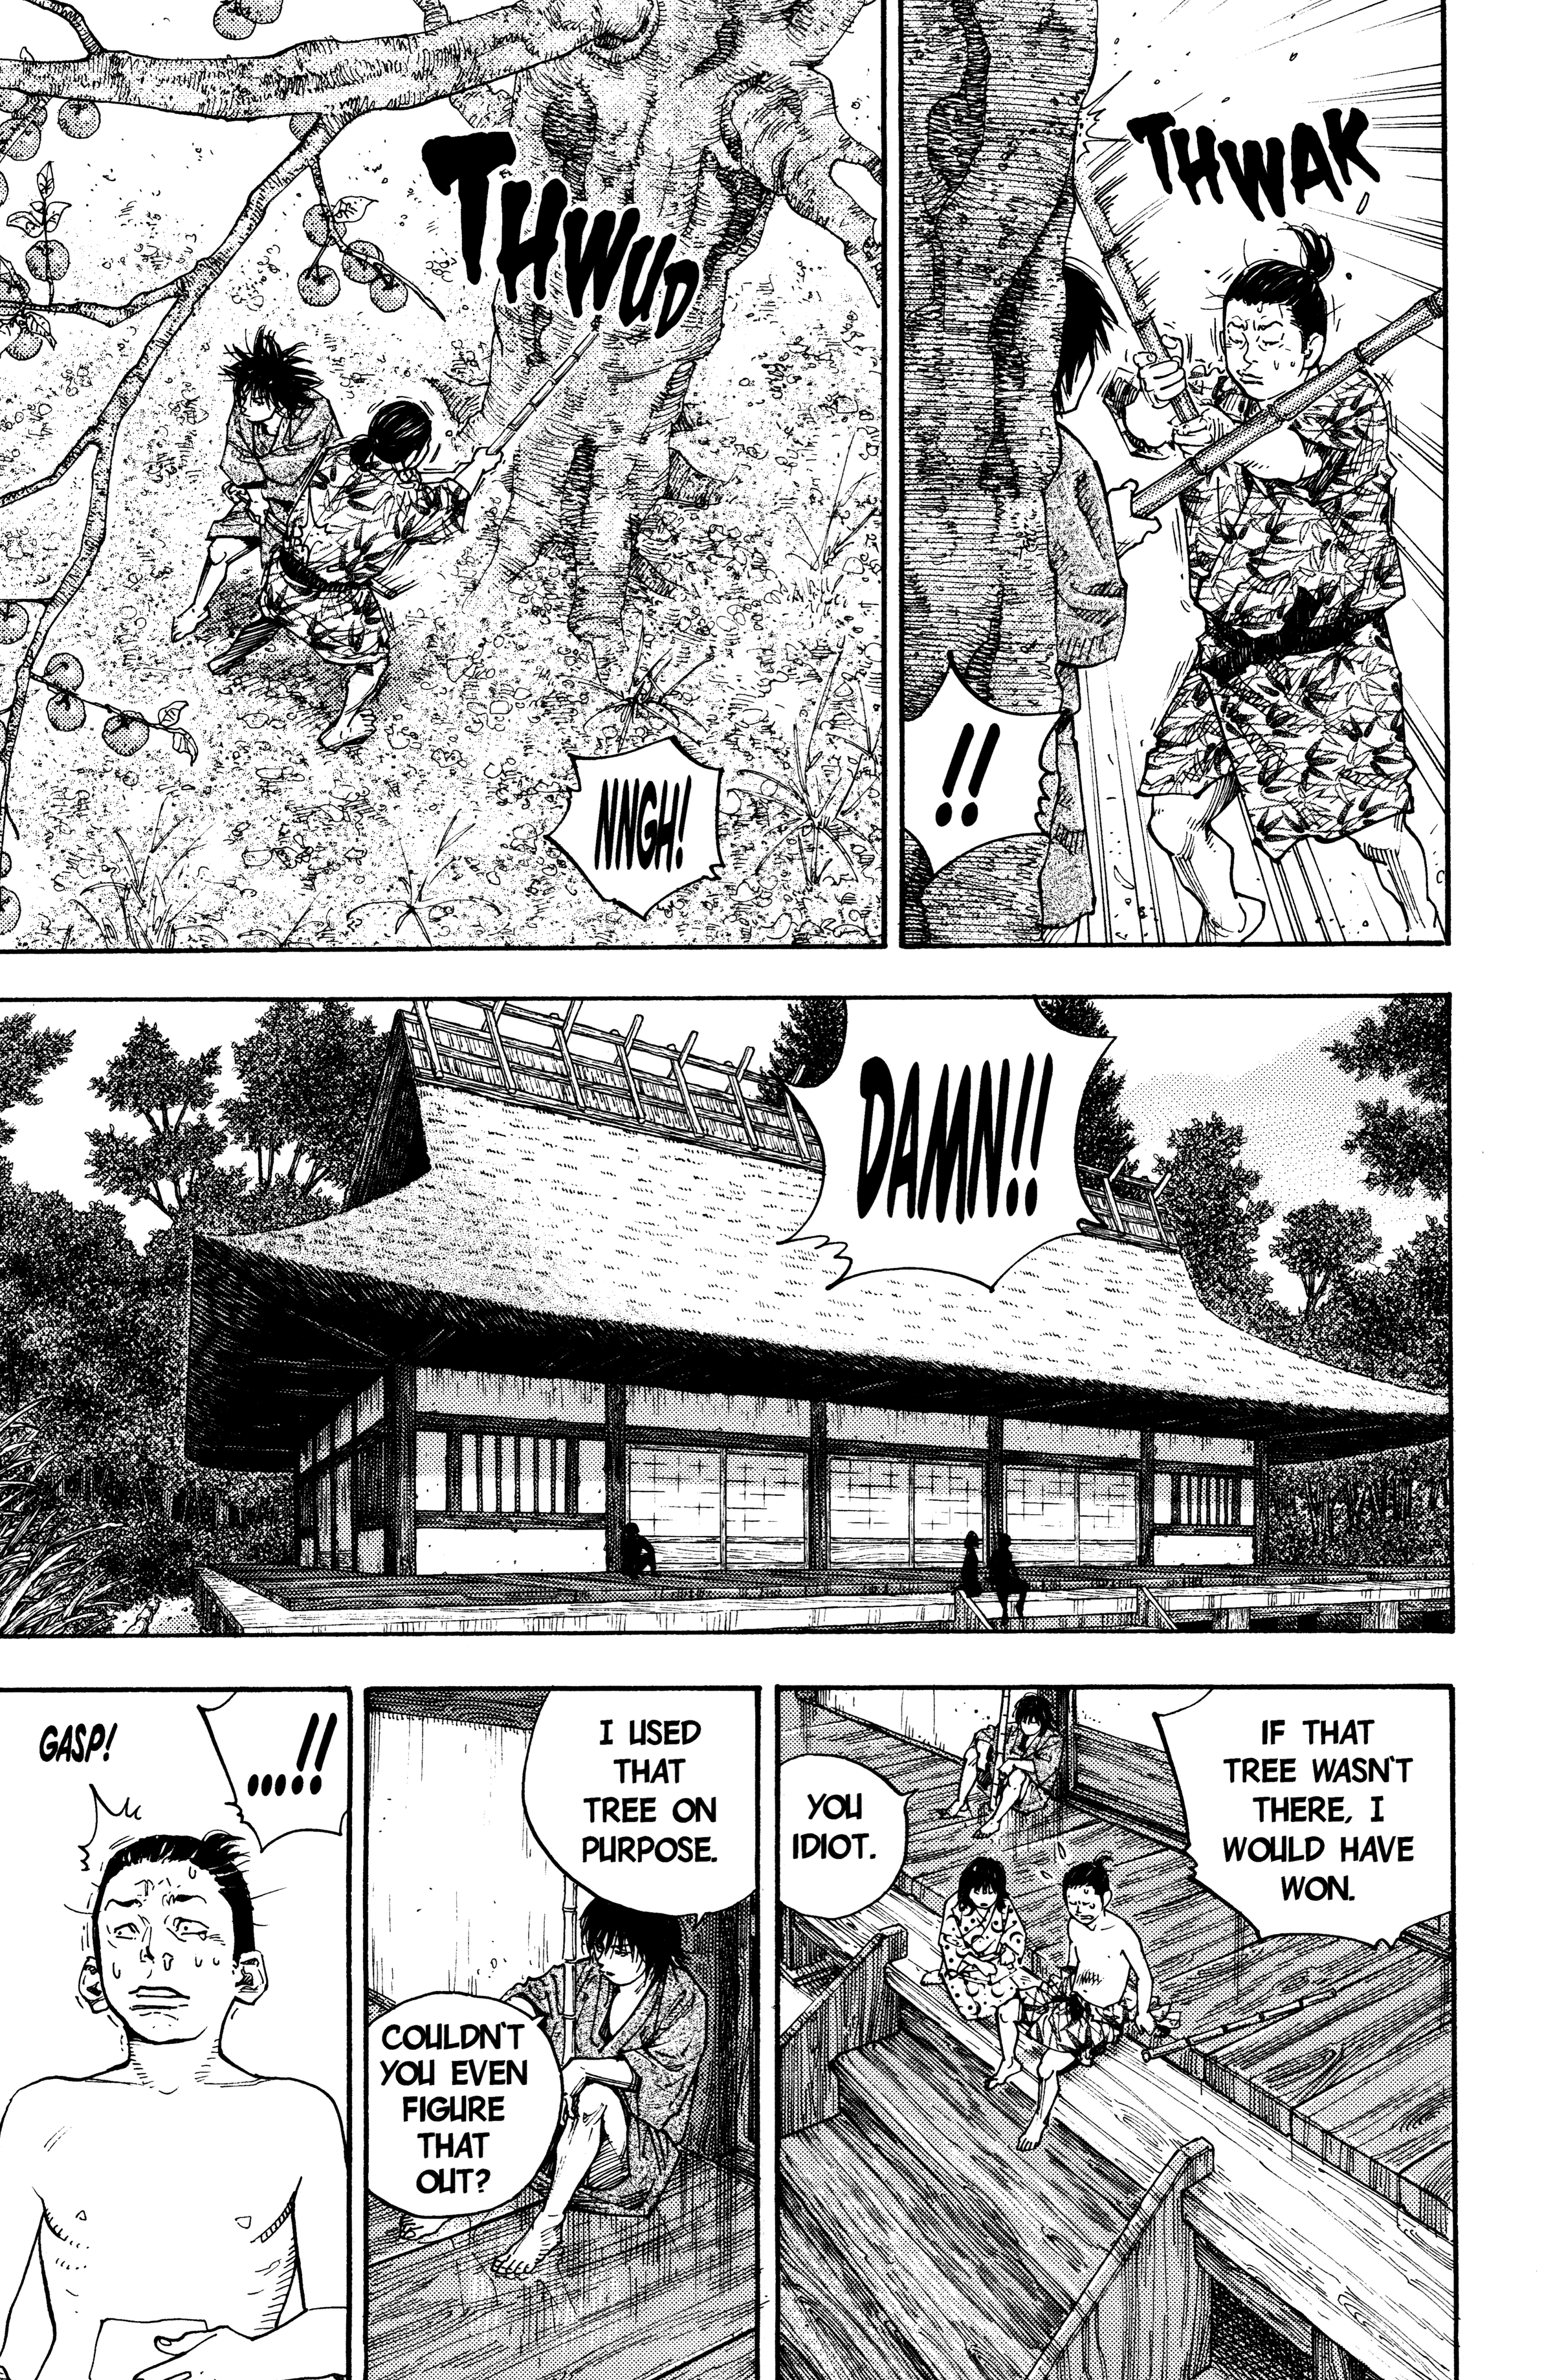 THWAK
!!
THWUD
NNGH!
DAMN!!
IF THAT
TREE WASN'T
THERE, I
WOULD HAVE
WON.
YOU
IDIOT.
I USED
THAT
TREE ON
PURPOSE.
COULDN'T
YOU EVEN
FIGURE
THAT
OUT?
.....!!
GASP!